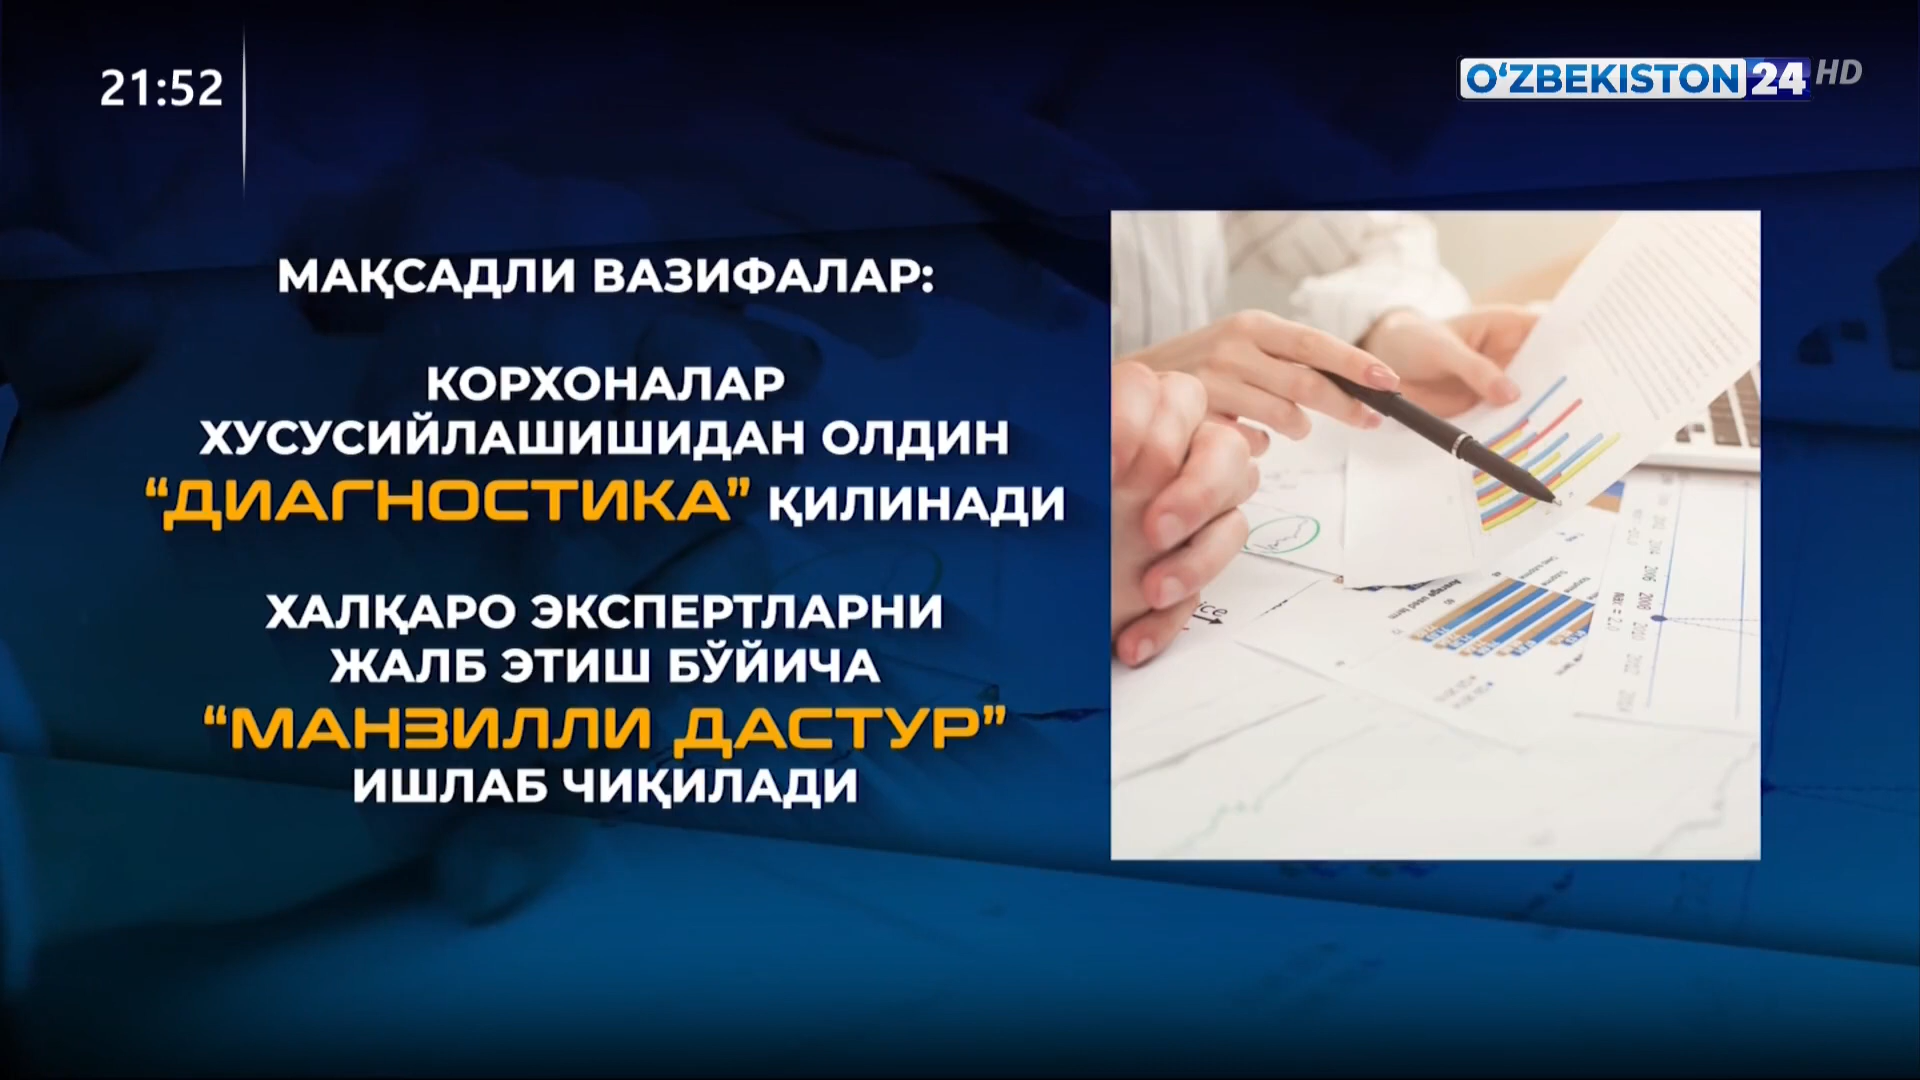 21:52
O‘ZBEKISTON 24 HD
МАҚСАДЛИ ВАЗИФАЛАР:
КОРХОНАЛАР
ХУСУСИЙЛАШИШИДАН ОЛДИН
“ДИАГНОСТИКА” ҚИЛИНАДИ
ХАЛҚАРО ЭКСПЕРТЛАРНИ
ЖАЛБ ЭТИШ БЎЙИЧА
“МАНЗИЛЛИ ДАСТУР”
ИШЛАБ ЧИҚИЛАДИ